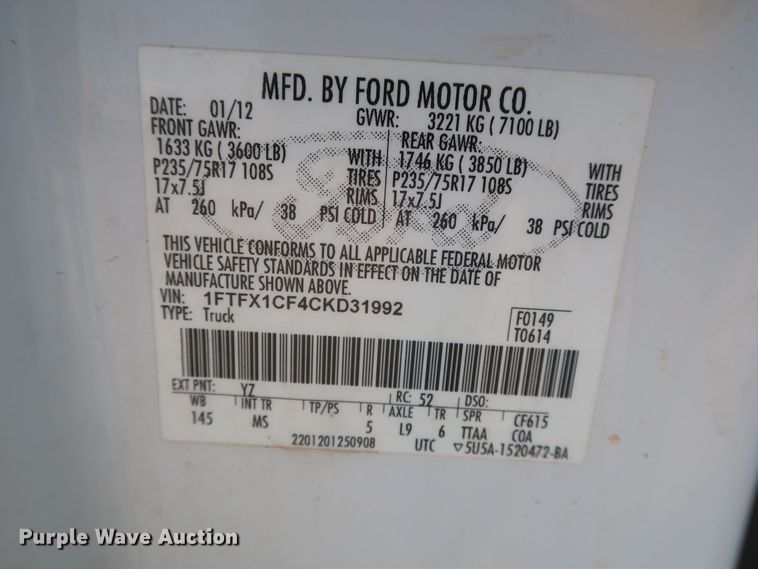 MFD. BY FORD MOTOR CO.
DATE: 01/12 GVWR: 3221 KG ( 7100 LB)
FRONT GAWR: REAR GAWR:
1633 KG ( 3600 LB) WITH 1746 KG ( 3850 LB) WITH
P235/75R17 108S TIRES P235/75R17 108S TIRES
17x7.5J RIMS 17x7.5J RIMS
AT 260 kPa/ 38 PSI COLD AT 260 kPa/ 38 PSI COLD
THIS VEHICLE CONFORMS TO ALL APPLICABLE FEDERAL MOTOR
VEHICLE SAFETY STANDARDS IN EFFECT ON THE DATE OF
MANUFACTURE SHOWN ABOVE.
VIN: 1FTFX1CF4CKD31992
TYPE: Truck
F0149
T0614
EXT PNT: YZ RC: 52 DSO:
WB INT TR TP/PS R AXLE TR SPR CF615
145 MS 5 L9 6 TTAA COA
2201201250908 UTC ▽5U5A-1520472-BA
Purple Wave Auction